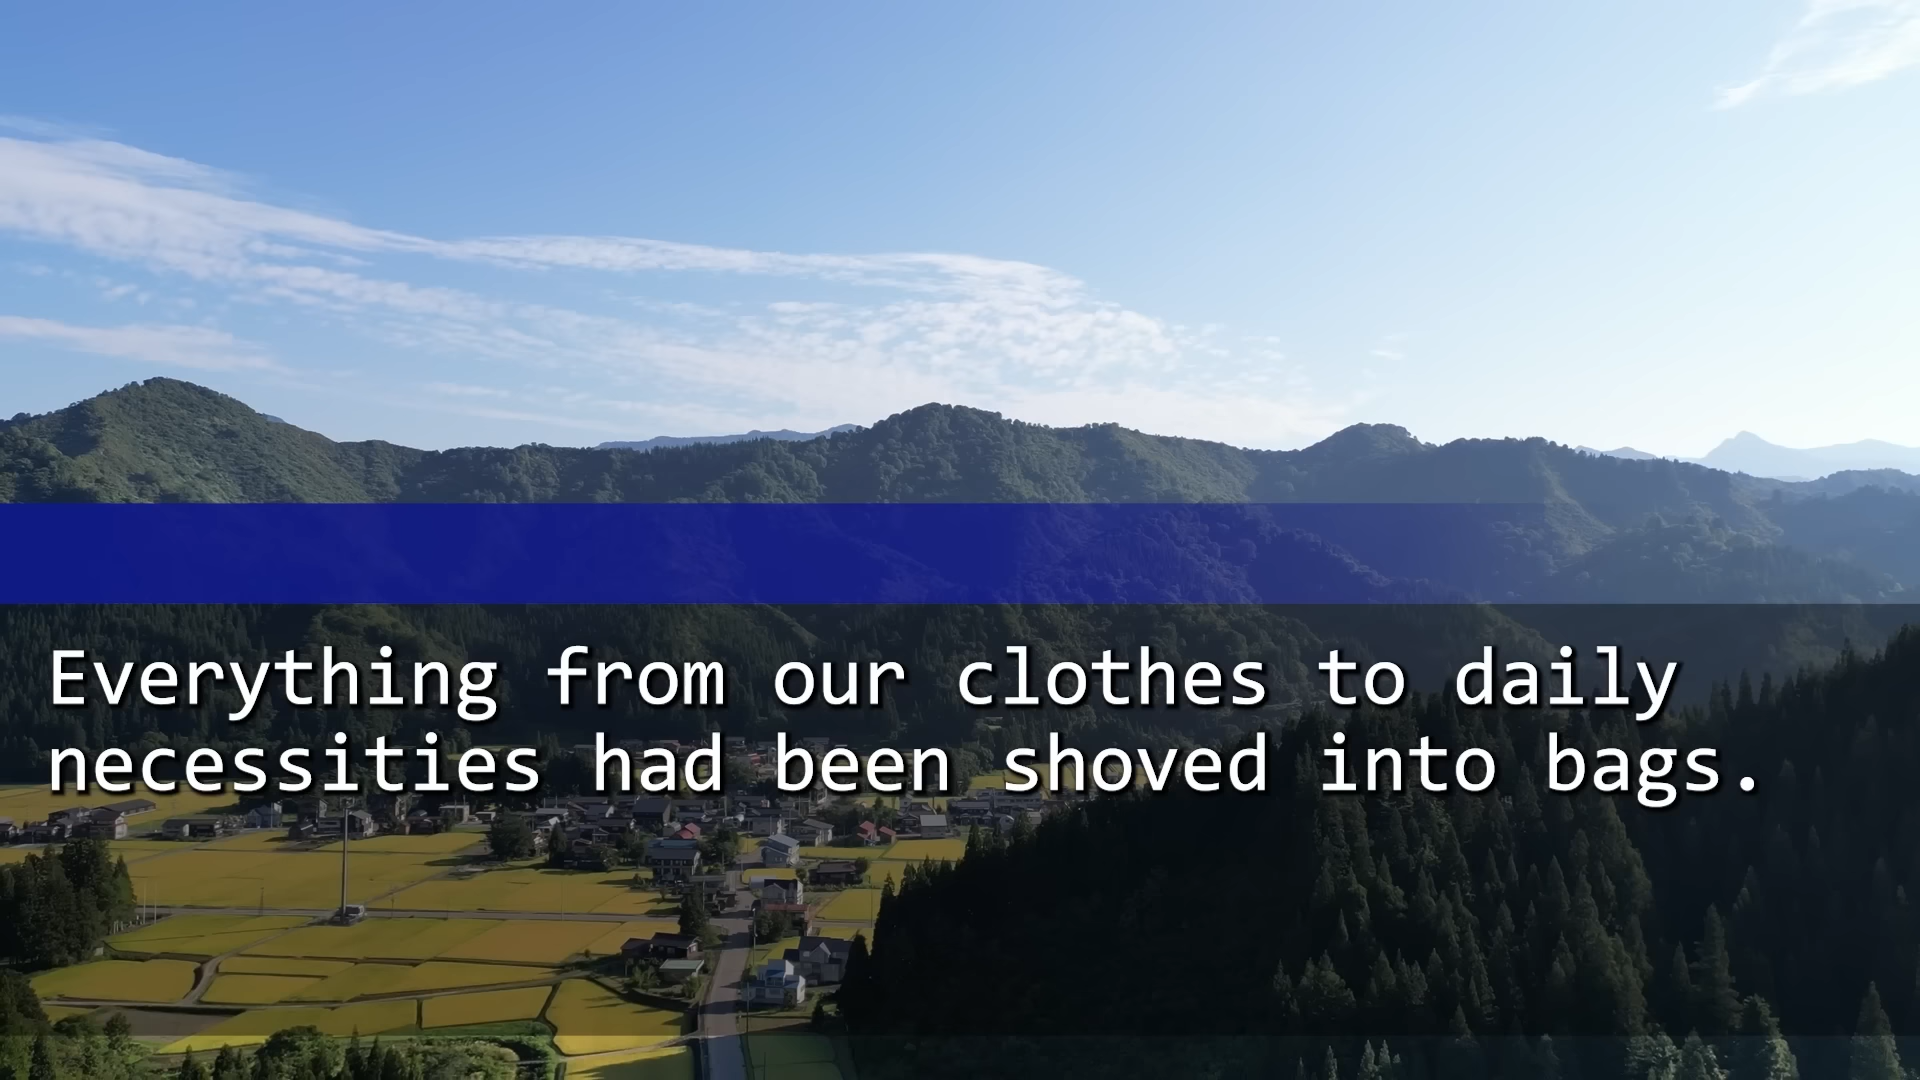 Everything from our clothes to daily
necessities had been shoved into bags.